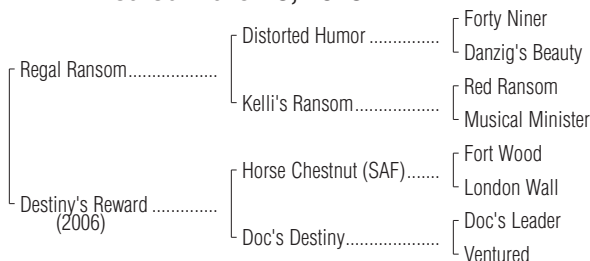 Forty Niner
Distorted Humor
Danzig's Beauty
Regal Ransom
Red Ransom
Kelli's Ransom
Musical Minister
Fort Wood
Horse Chestnut (SAF)
London Wall
Destiny's Reward
(2006)
Doc's Leader
Doc's Destiny
Ventured